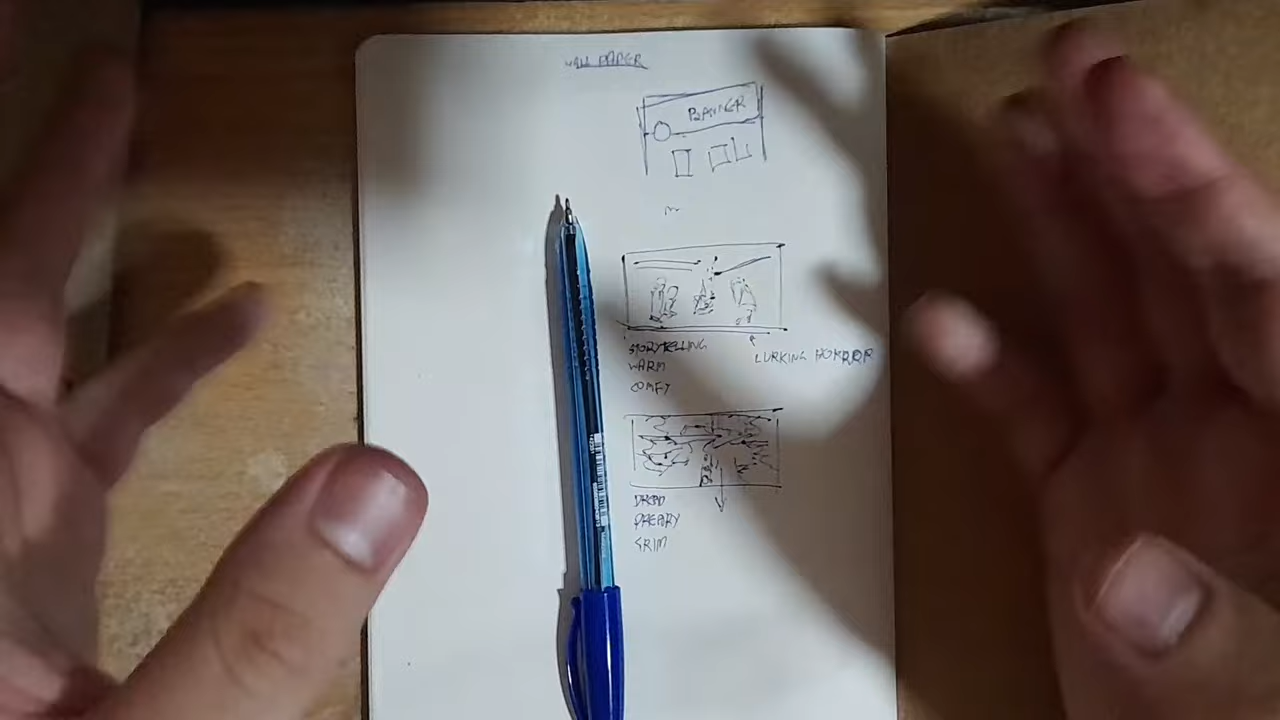 WALL PAPER
BANNER
STORYTELLING
WARM
COMFY
LURKING HORROR
DREAD
DREARY
GRIM